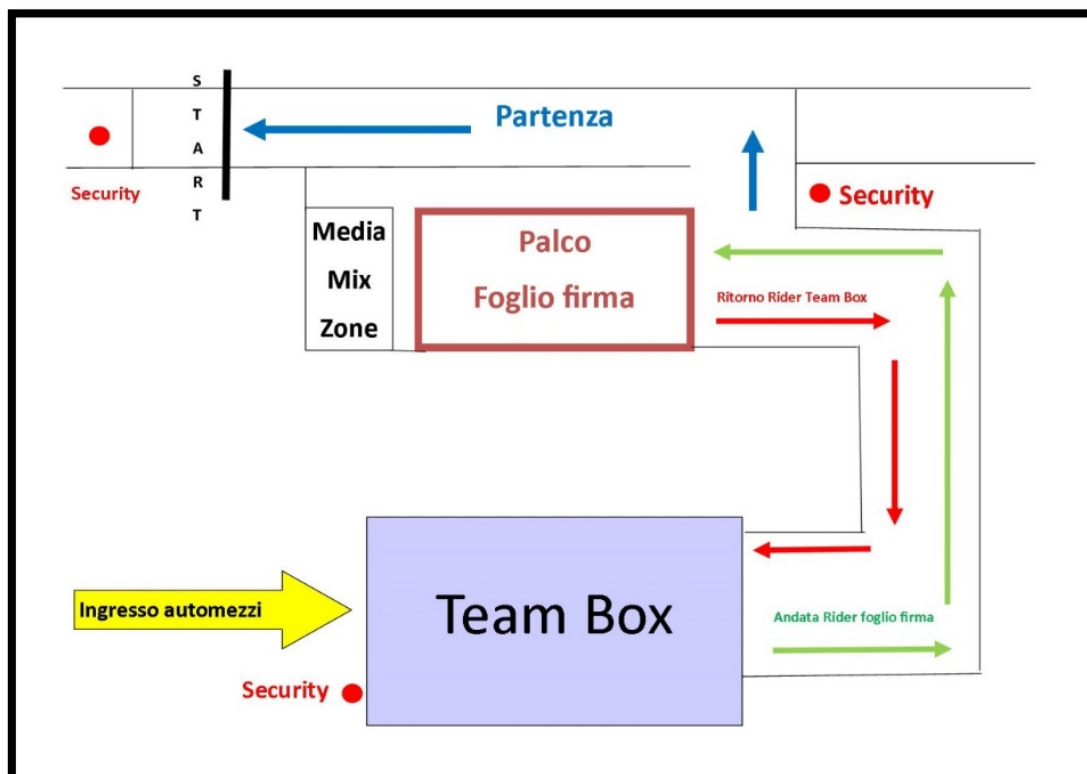 START
Partenza
Security
Security
Media
Mix
Zone
Palco
Foglio firma
Ritorno Rider Team Box
Ingresso automezzi
Team Box
Andata Rider foglio firma
Security